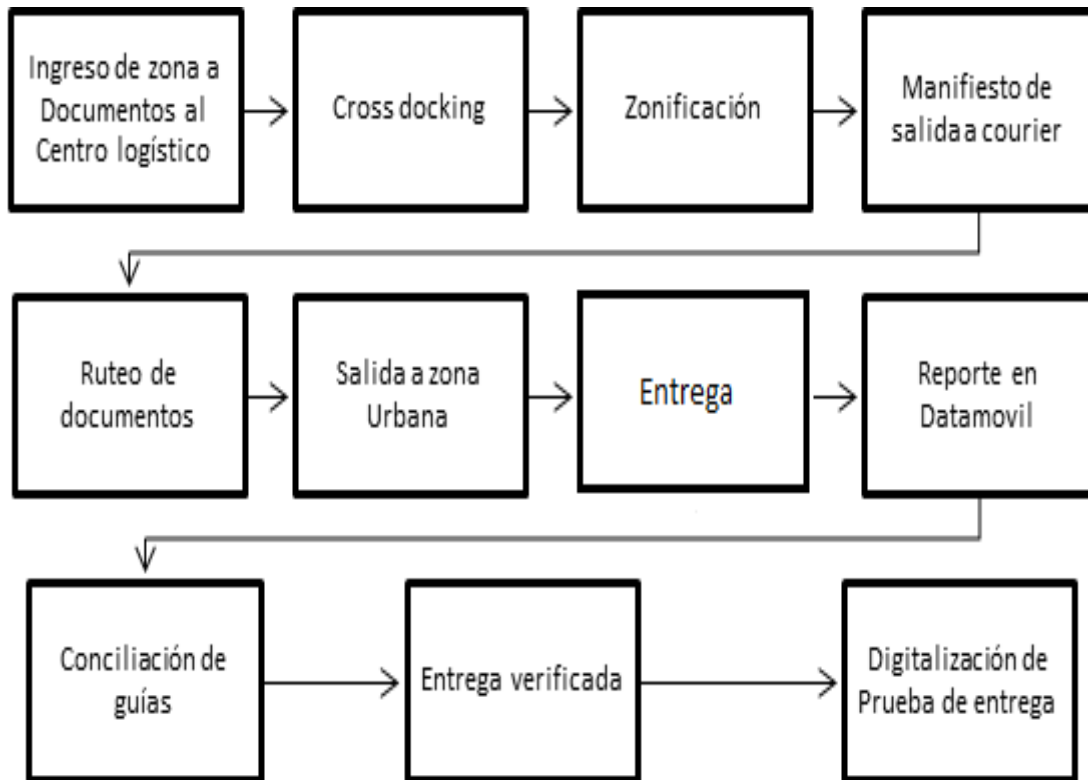 Ingreso de zona a
Documentos al
Centro logístico
Cross docking
Zonificación
Manifiesto de
salida a courier
Ruteo de
documentos
Salida a zona
Urbana
Entrega
Reporte en
Datamovil
Conciliación de
guías
Entrega verificada
Digitalización de
Prueba de entrega